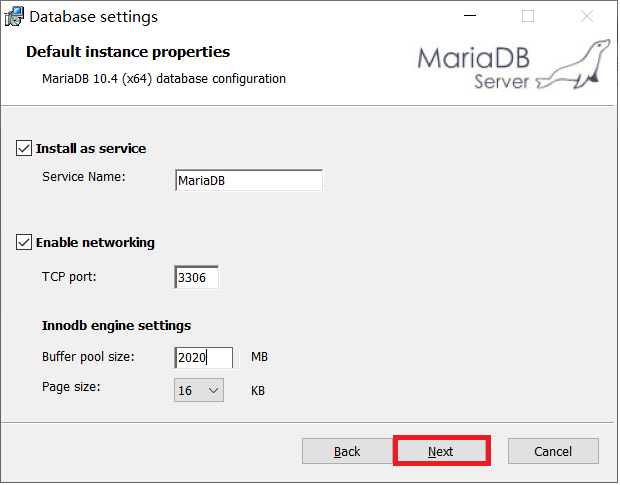 Database settings
Default instance properties
MariaDB 10.4 (x64) database configuration
MariaDB
Server
Install as service
Service Name: MariaDB
Enable networking
TCP port: 3306
Innodb engine settings
Buffer pool size: 2020 MB
Page size: 16 KB
Back Next Cancel